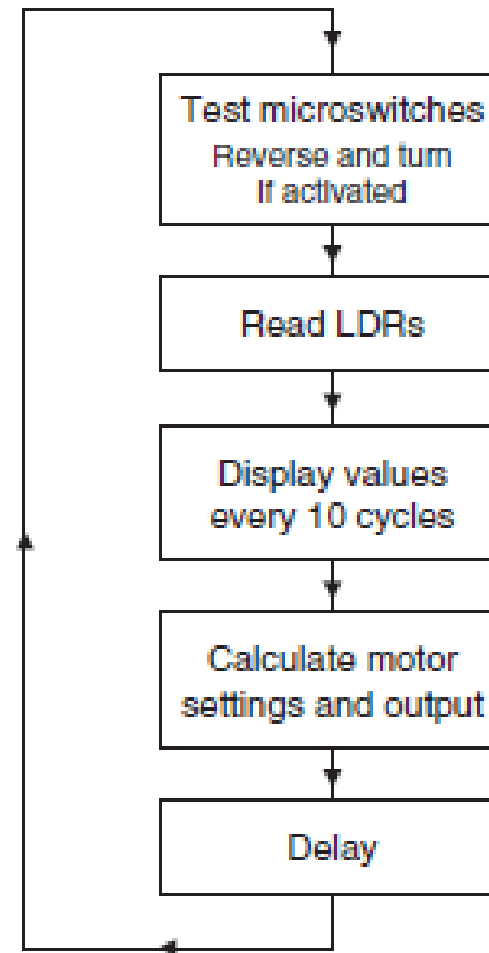 Test microswitches
Reverse and turn
if activated
Read LDRs
Display values
every 10 cycles
Calculate motor
settings and output
Delay